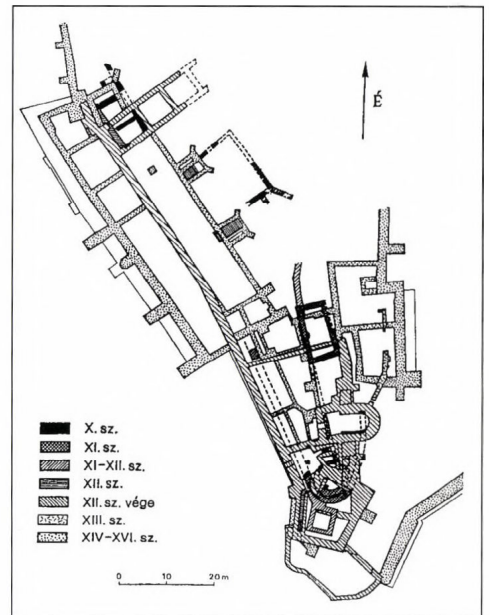 É
X. sz.
XI. sz.
XI-XII. sz.
XII. sz.
XII. sz. vége
XIII. sz.
XIV-XVI. sz.
0 10 20 m